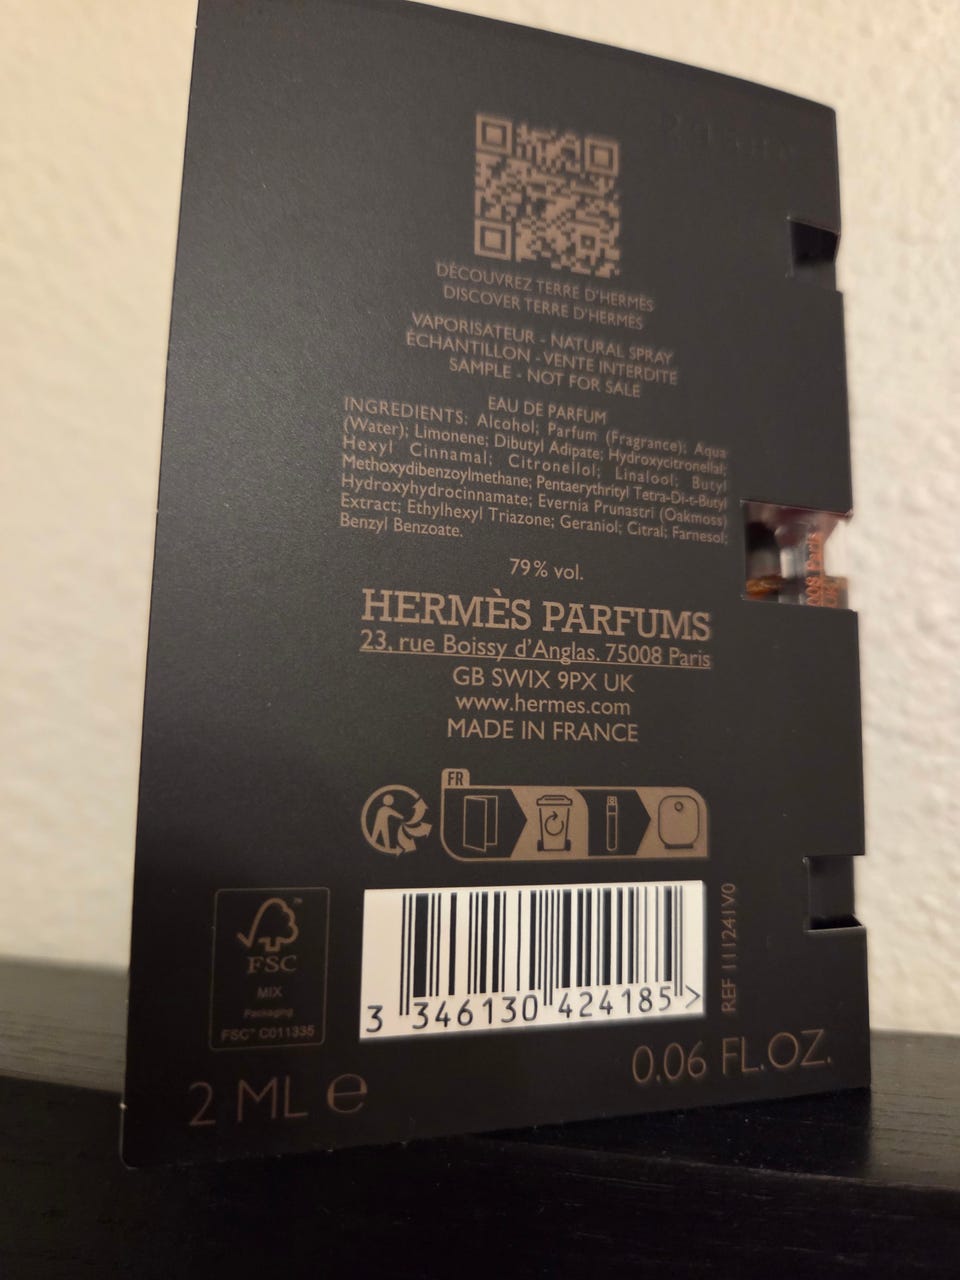 DÉCOUVREZ TERRE D'HERMÈS
DISCOVER TERRE D'HERMÈS
VAPORISATEUR - NATURAL SPRAY
ÉCHANTILLON - VENTE INTERDITE
SAMPLE - NOT FOR SALE
EAU DE PARFUM
INGREDIENTS: Alcohol; Parfum (Fragrance); Aqua
(Water); Limonene; Dibutyl Adipate; Hydroxycitronellal;
Hexyl Cinnamal; Citronellol; Linalool; Butyl
Methoxydibenzoylmethane; Pentaerythrityl Tetra-Di-t-Butyl
Hydroxyhydrocinnamate; Evernia Prunastri (Oakmoss)
Extract; Ethylhexyl Triazone; Geraniol; Citral; Farnesol;
Benzyl Benzoate.
79% vol.
HERMÈS PARFUMS
23, rue Boissy d'Anglas. 75008 Paris
GB SWIX 9PX UK
www.hermes.com
MADE IN FRANCE
FR
FSC
MIX
Packaging
FSC™ C011335
3 346130 424185 >
REF 111241V0
2 ML e
0.06 FL.OZ.
008 Paris